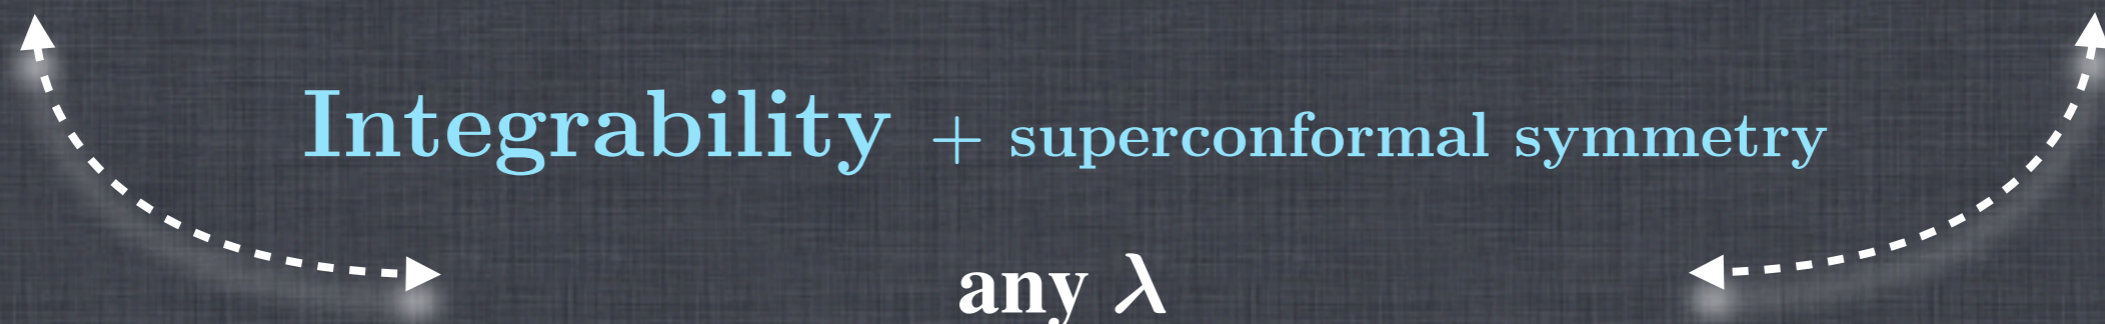 Integrability + superconformal symmetry
any λ